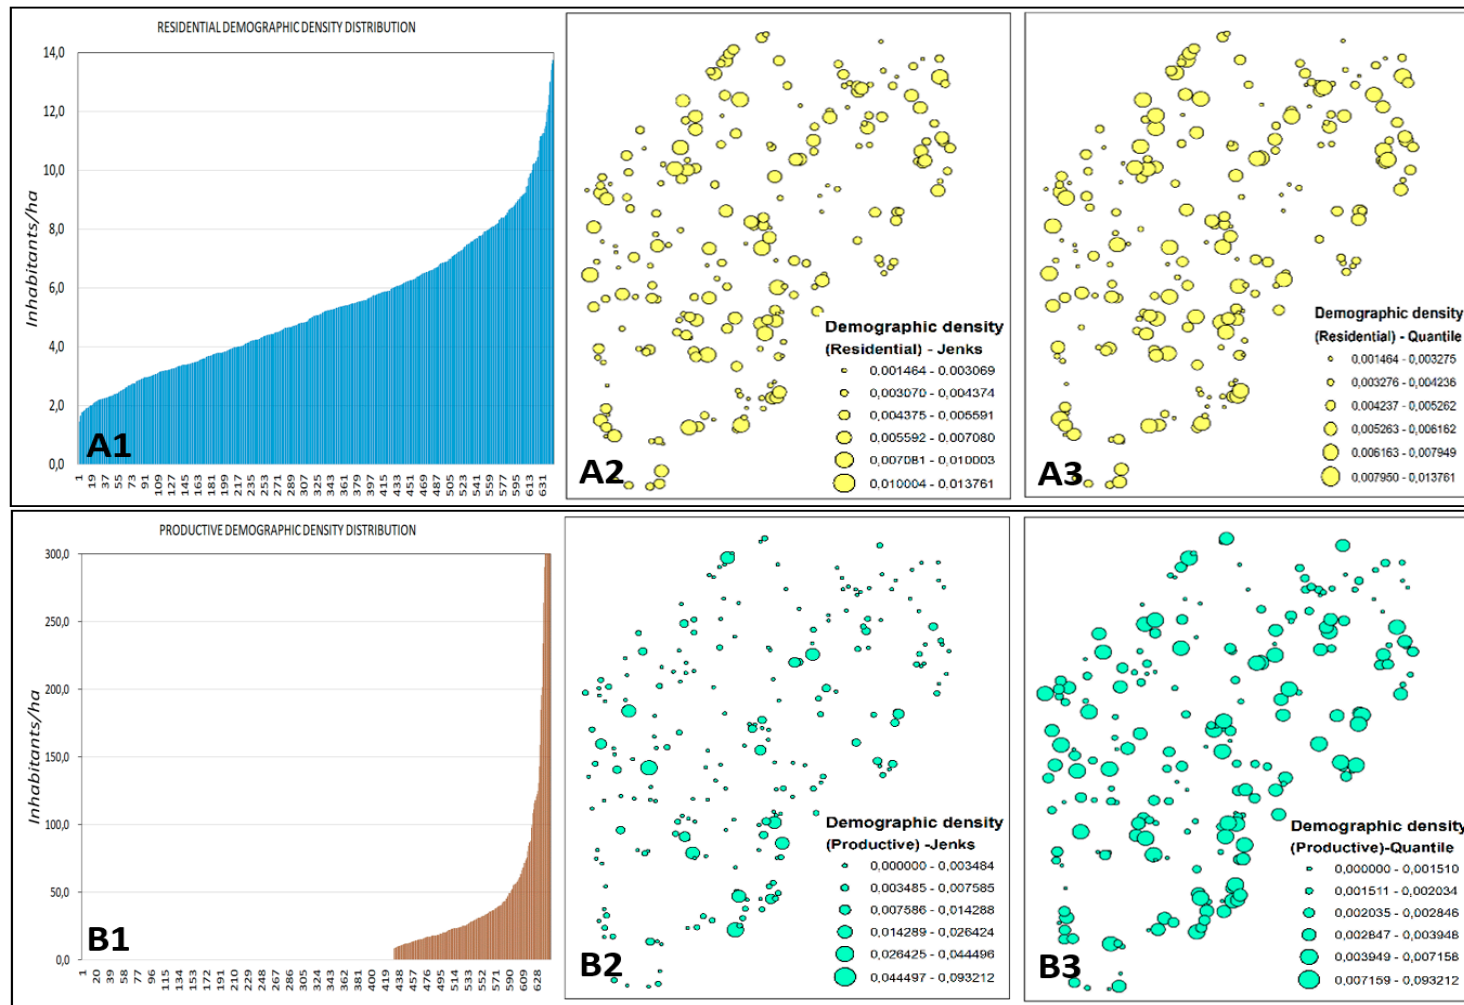 RESIDENTIAL DEMOGRAPHIC DENSITY DISTRIBUTION
14,0
12,0
10,0
8,0
6,0
4,0
2,0
0,0
Inhabitants/ha
1 19 37 55 73 91 109 127 145 163 181 199 217 235 253 271 289 307 325 343 361 379 397 415 433 451 469 487 505 523 541 559 577 595 613 631
A1
Demographic density
(Residential) - Jenks
0,001464 - 0,003069
0,003070 - 0,004374
0,004375 - 0,005591
0,005592 - 0,007080
0,007081 - 0,010003
0,010004 - 0,013761
A2
Demographic density
(Residential) - Quantile
0,001464 - 0,003275
0,003276 - 0,004236
0,004237 - 0,005262
0,005263 - 0,006162
0,006163 - 0,007949
0,007950 - 0,013761
A3
PRODUCTIVE DEMOGRAPHIC DENSITY DISTRIBUTION
300,0
250,0
200,0
150,0
100,0
50,0
0,0
Inhabitants/ha
1 20 39 58 77 96 115 134 153 172 191 210 229 248 267 286 305 324 343 362 381 400 419 438 457 476 495 514 533 552 571 590 609 628
B1
Demographic density
(Productive) -Jenks
0,000000 - 0,003484
0,003485 - 0,007585
0,007586 - 0,014288
0,014289 - 0,026424
0,026425 - 0,044496
0,044497 - 0,093212
B2
Demographic density
(Productive)-Quantile
0,000000 - 0,001510
0,001511 - 0,002034
0,002035 - 0,002846
0,002847 - 0,003948
0,003949 - 0,007158
0,007159 - 0,093212
B3